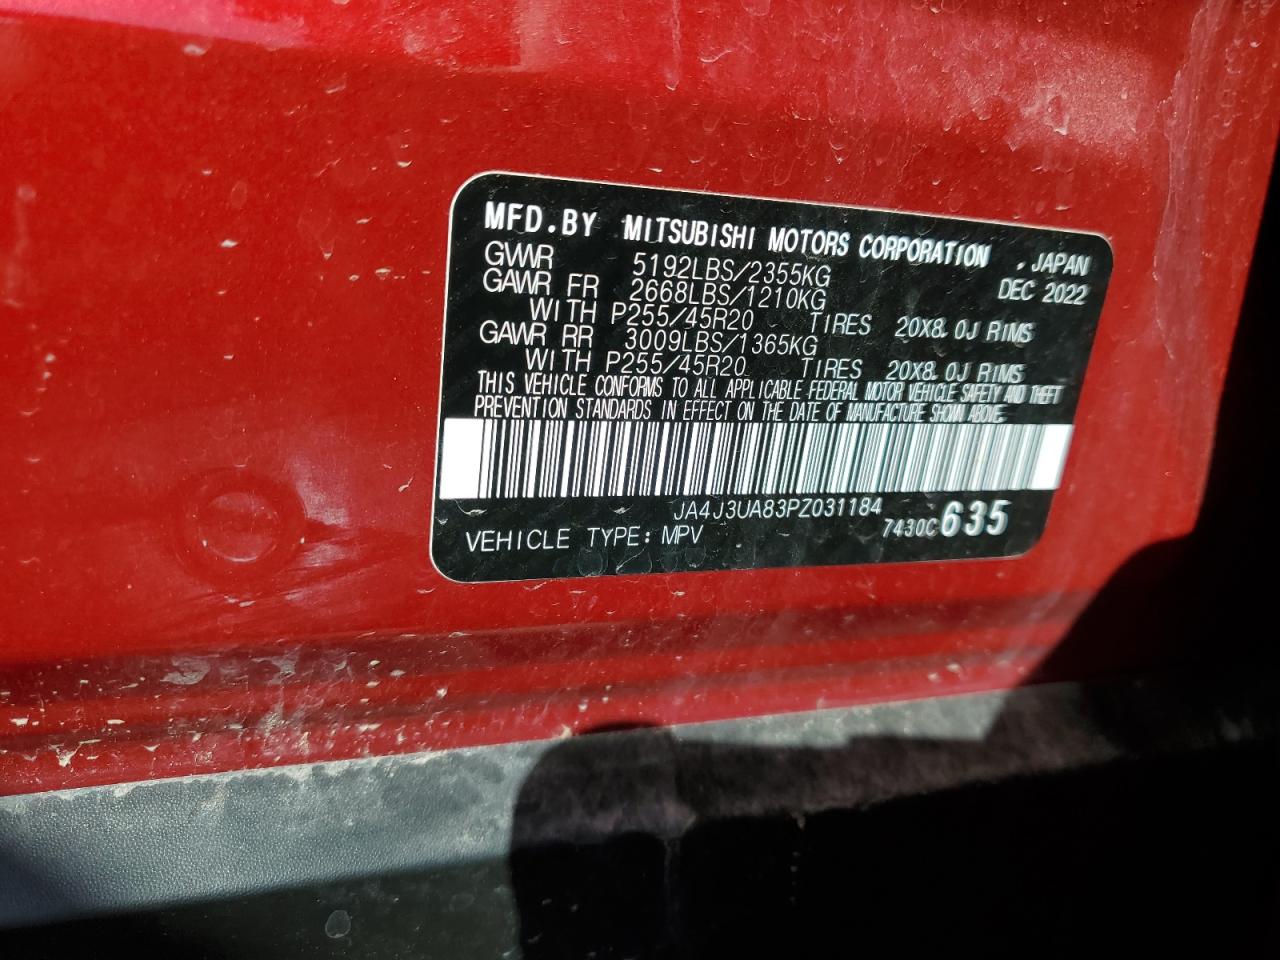 MFD.BY MITSUBISHI MOTORS CORPORATION , JAPAN
GVWR 5192LBS/2355KG DEC 2022
GAWR FR 2668LBS/1210KG
WITH P255/45R20 TIRES 20X8.0J RIMS
GAWR RR 3009LBS/1365KG
WITH P255/45R20 TIRES 20X8.0J RIMS
THIS VEHICLE CONFORMS TO ALL APPLICABLE FEDERAL MOTOR VEHICLE SAFETY AND THEFT
PREVENTION STANDARDS IN EFFECT ON THE DATE OF MANUFACTURE SHOWN ABOVE.
JA4J3UA83PZ031184
VEHICLE TYPE: MPV 7430C635